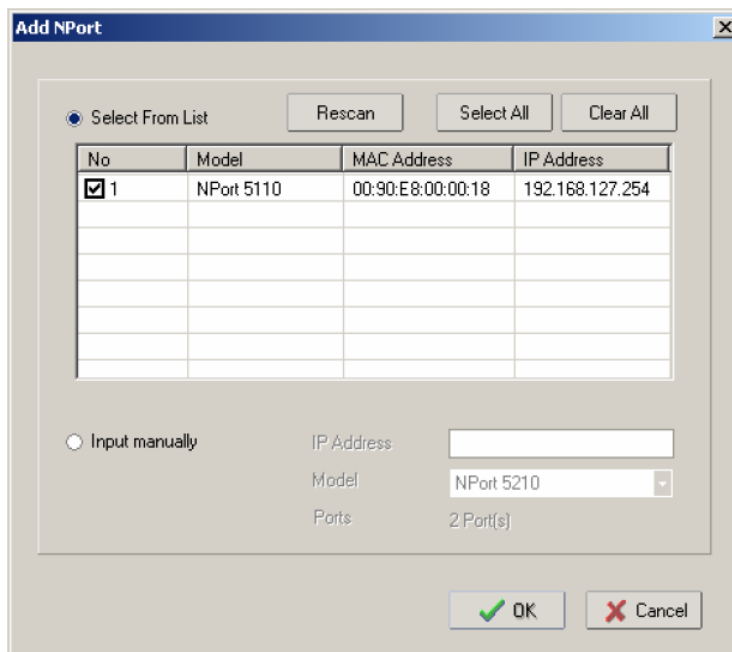 Add NPort
Select From List Rescan Select All Clear All
No Model MAC Address IP Address
1 NPort 5110 00:90:E8:00:00:18 192.168.127.254
Input manually IP Address
Model NPort 5210
Ports 2 Port(s)
OK Cancel